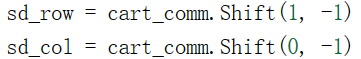 sd_row = cart_comm.Shift(1, -1)
sd_col = cart_comm.Shift(0, -1)